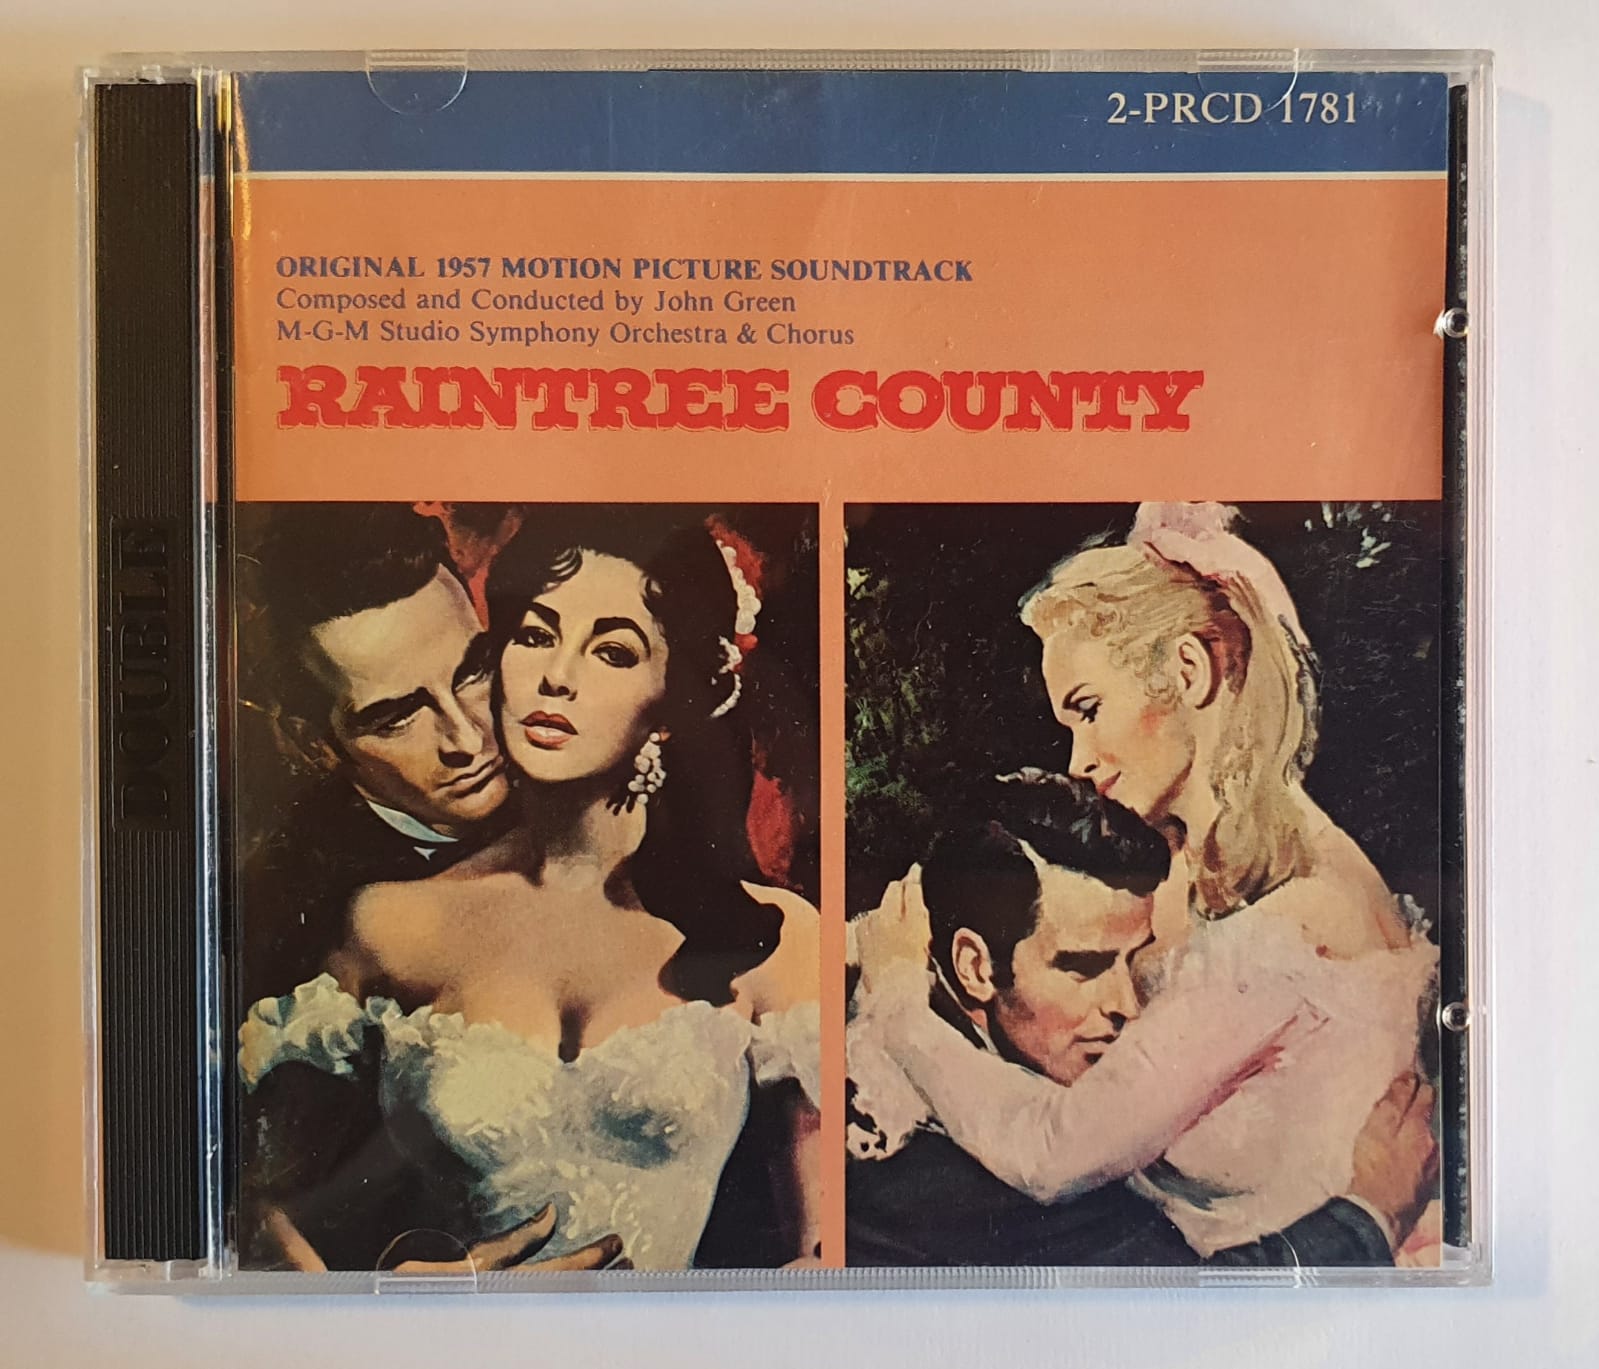 2-PRCD 1781
ORIGINAL 1957 MOTION PICTURE SOUNDTRACK
Composed and Conducted by John Green
M-G-M Studio Symphony Orchestra & Chorus
RAINTREE COUNTY
DOUBLE